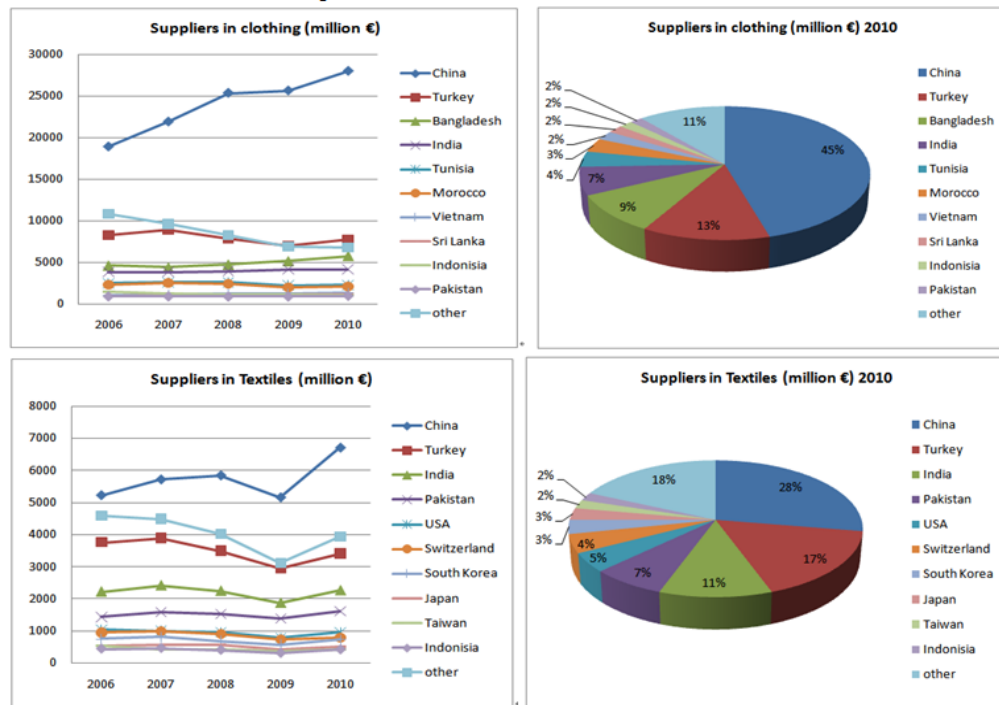 Suppliers in clothing (million €)
30000
25000
20000
15000
10000
5000
0
2006 2007 2008 2009 2010
China
Turkey
Bangladesh
India
Tunisia
Morocco
Vietnam
Sri Lanka
Indonisia
Pakistan
other
Suppliers in clothing (million €) 2010
2%
2%
2%
2%
3%
4%
7%
9%
13%
45%
11%
China
Turkey
Bangladesh
India
Tunisia
Morocco
Vietnam
Sri Lanka
Indonisia
Pakistan
other
Suppliers in Textiles (million €)
8000
7000
6000
5000
4000
3000
2000
1000
0
2006 2007 2008 2009 2010
China
Turkey
India
Pakistan
USA
Switzerland
South Korea
Japan
Taiwan
Indonisia
other
Suppliers in Textiles (million €) 2010
2%
2%
3%
3%
4%
5%
7%
11%
17%
28%
18%
China
Turkey
India
Pakistan
USA
Switzerland
South Korea
Japan
Taiwan
Indonisia
other